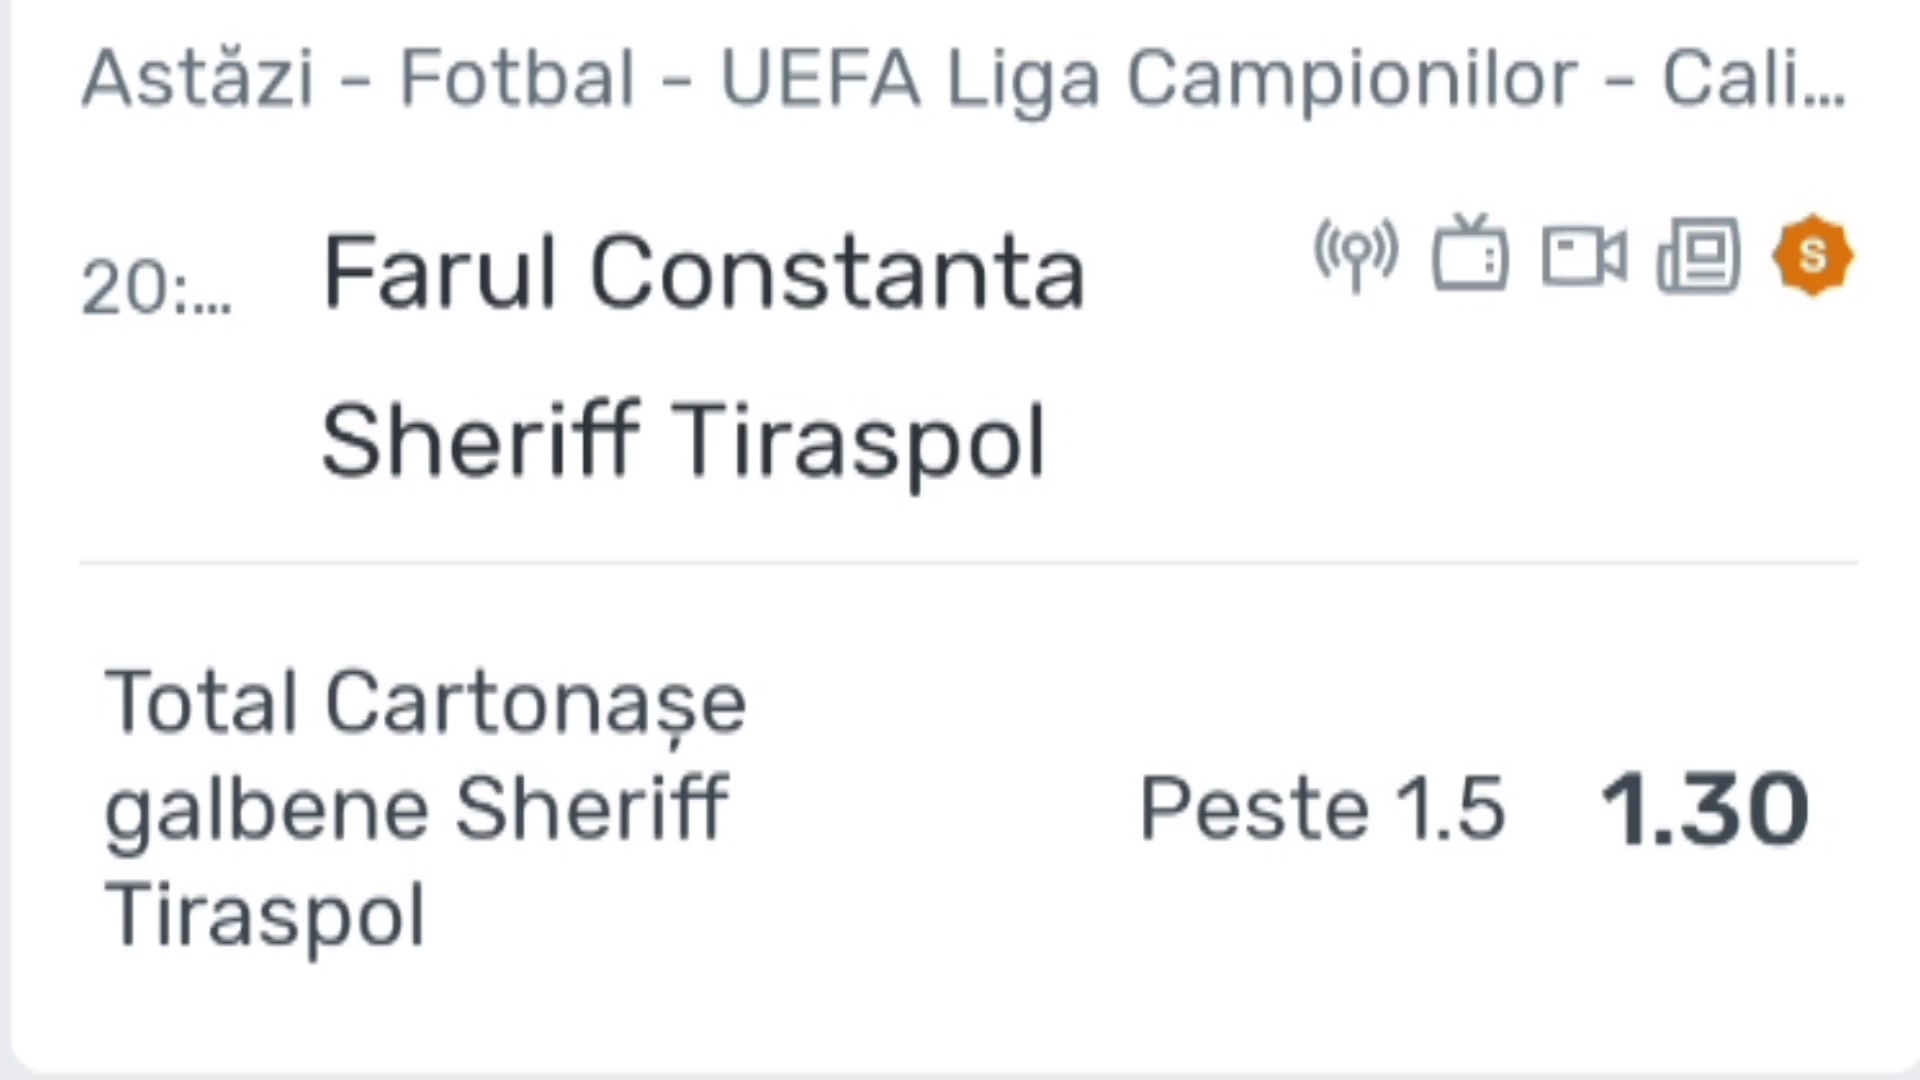 Astăzi - Fotbal - UEFA Liga Campionilor - Cali...
20:... Farul Constanta
S
Sheriff Tiraspol
Total Cartonașe
galbene Sheriff
Tiraspol
Peste 1.5 1.30